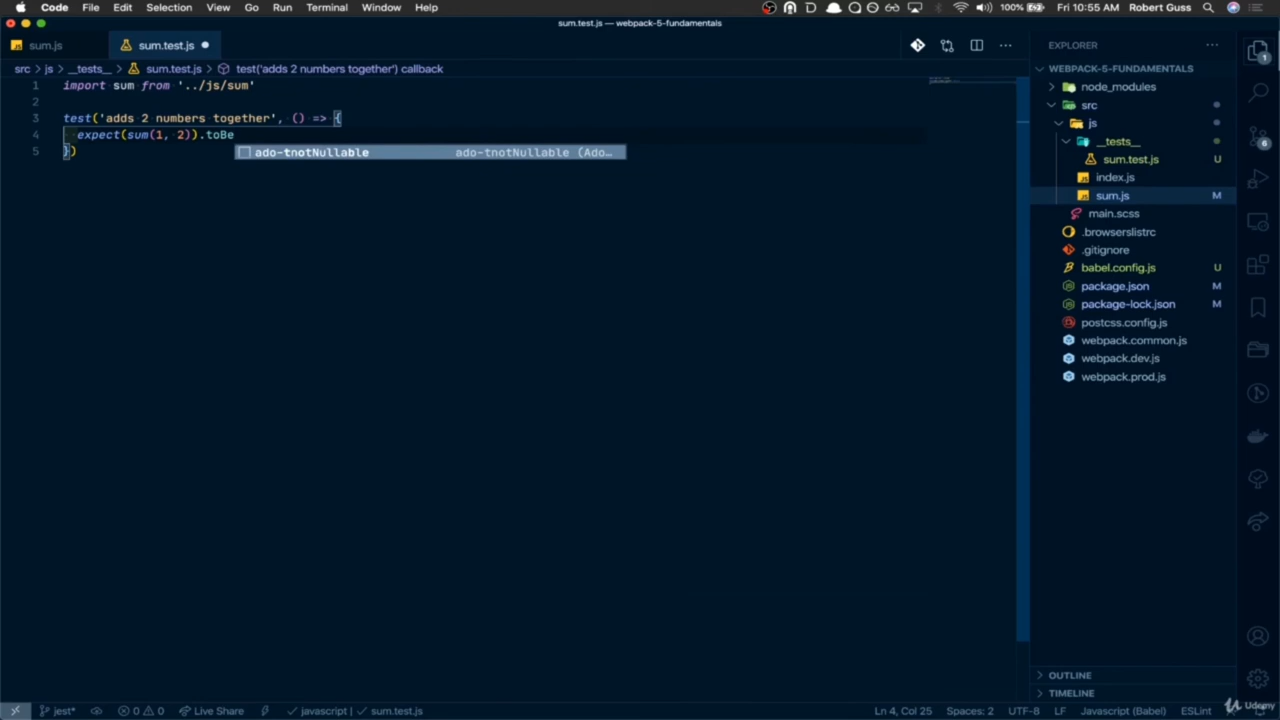 Code File Edit Selection View Go Run Terminal Window Help 100% Fri 10:55 AM Robert Guss
sum.test.js — webpack-5-fundamentals
sum.js sum.test.js
src > js > __tests__ > sum.test.js > test('adds 2 numbers together') callback
1 import sum from '../js/sum'
2
3 test('adds 2 numbers together', () => {
4 expect(sum(1, 2)).toBe
ado-tnotNullable ado-tnotNullable (Ado…
5 })
EXPLORER
WEBPACK-5-FUNDAMENTALS
node_modules
src
js
__tests__
sum.test.js U
index.js
sum.js M
main.scss
.browserslistrc
.gitignore
babel.config.js U
package.json M
package-lock.json M
postcss.config.js
webpack.common.js
webpack.dev.js
webpack.prod.js
OUTLINE
TIMELINE
1
6
jest* 0 0 Live Share javascript | sum.test.js Ln 4, Col 25 Spaces: 2 UTF-8 LF Javascript (Babel) ESLint
Udemy